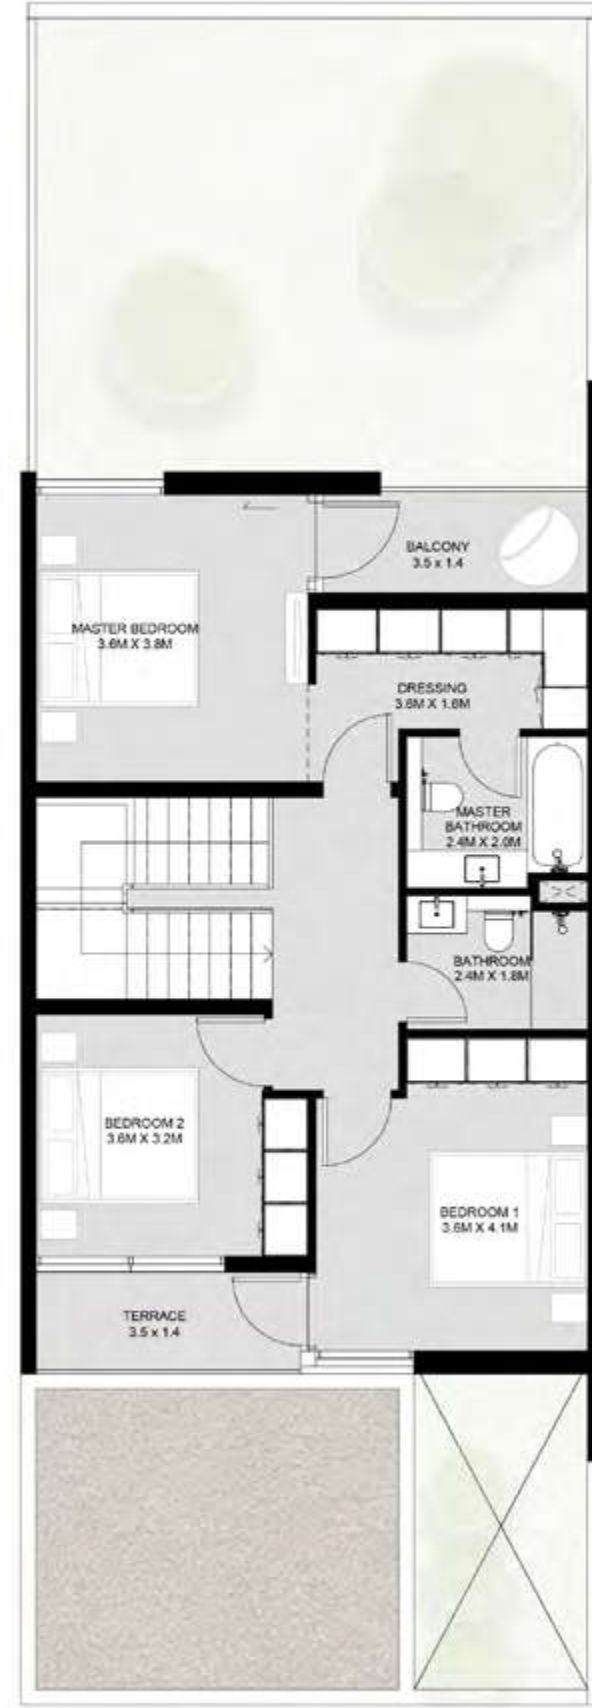 BALCONY
3.5 x 1.4
MASTER BEDROOM
3.6M X 3.8M
DRESSING
3.6M X 1.6M
MASTER
BATHROOM
2.4M X 2.0M
BATHROOM
2.4M X 1.8M
BEDROOM 2
3.6M X 3.2M
BEDROOM 1
3.6M X 4.1M
TERRACE
3.5 x 1.4